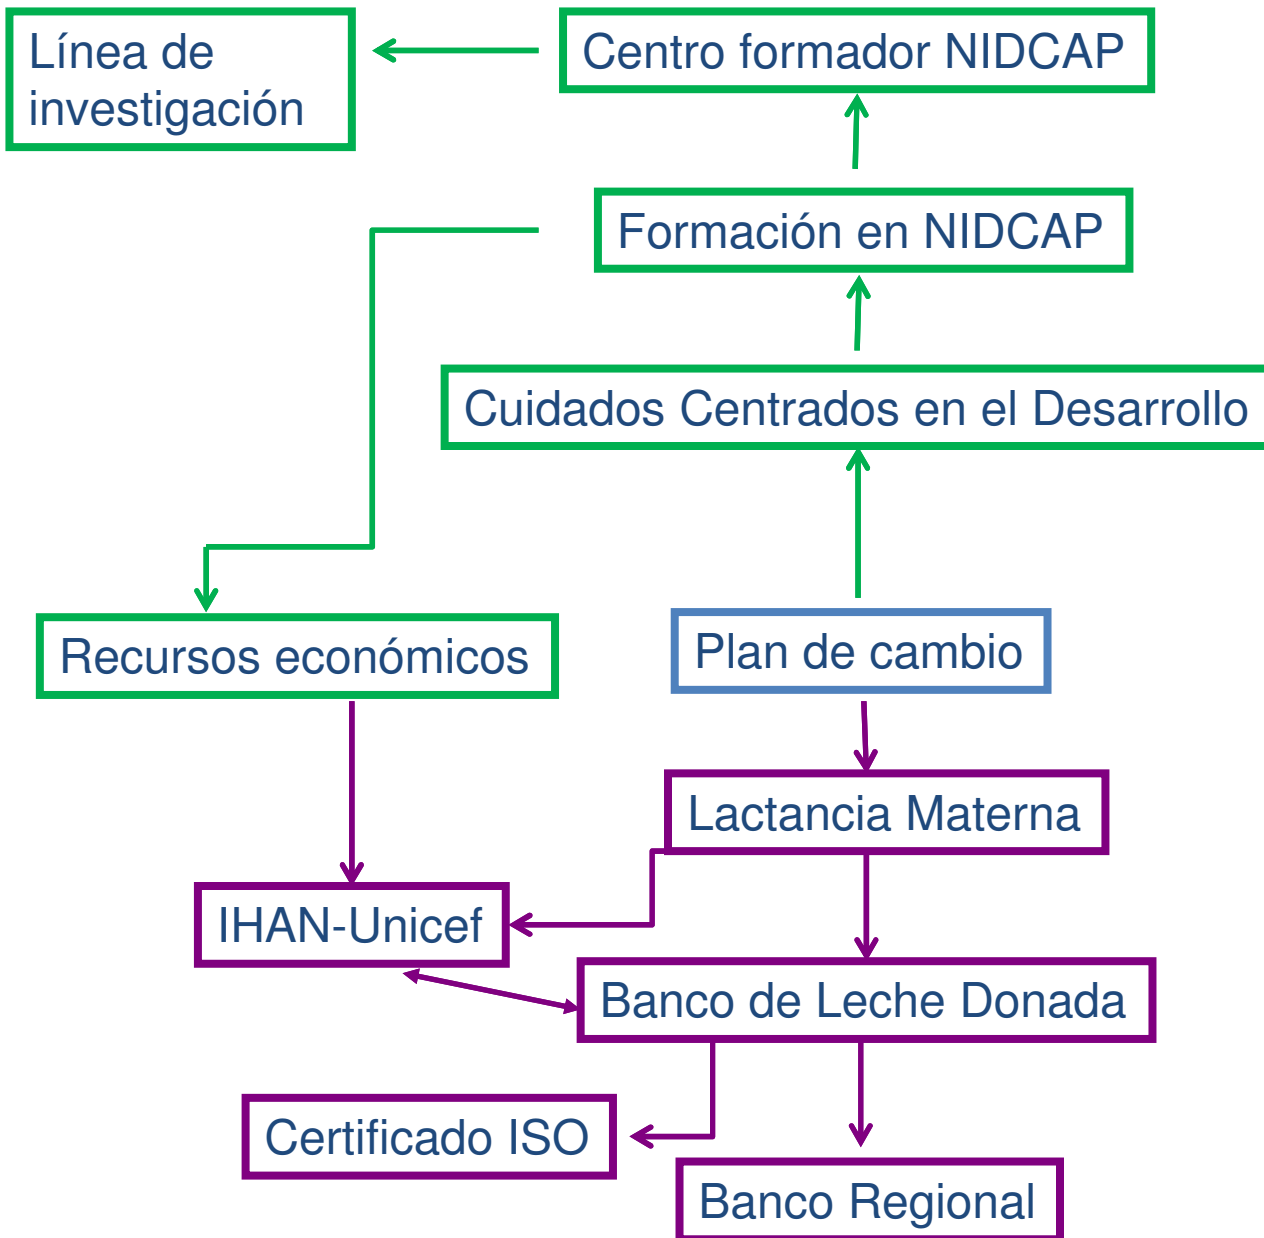 Línea de
investigación
Centro formador NIDCAP
Formación en NIDCAP
Cuidados Centrados en el Desarrollo
Recursos económicos
Plan de cambio
Lactancia Materna
IHAN-Unicef
Banco de Leche Donada
Certificado ISO
Banco Regional